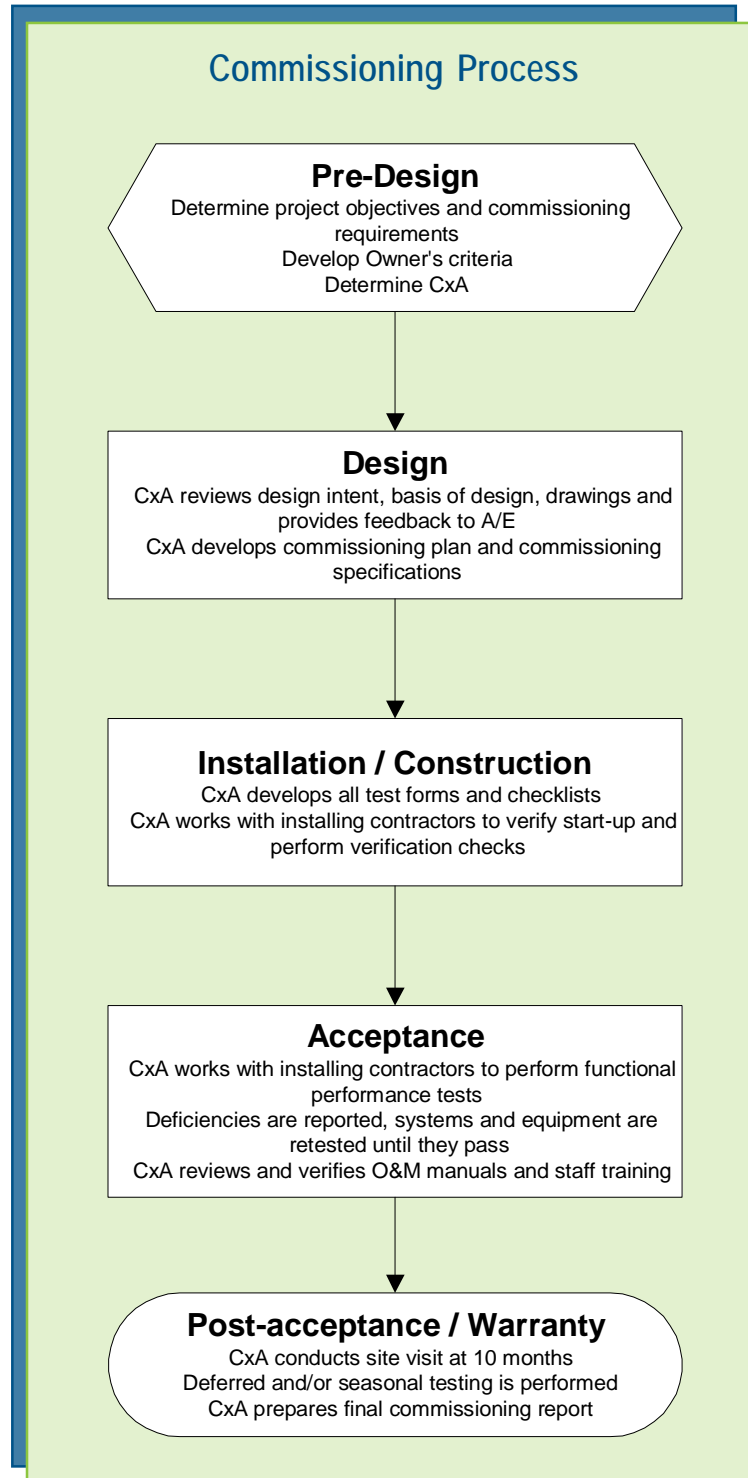 Commissioning Process
Pre-Design
Determine project objectives and commissioning
requirements
Develop Owner's criteria
Determine CxA
Design
CxA reviews design intent, basis of design, drawings and
provides feedback to A/E
CxA develops commissioning plan and commissioning
specifications
Installation / Construction
CxA develops all test forms and checklists
CxA works with installing contractors to verify start-up and
perform verification checks
Acceptance
CxA works with installing contractors to perform functional
performance tests
Deficiencies are reported, systems and equipment are
retested until they pass
CxA reviews and verifies O&M manuals and staff training
Post-acceptance / Warranty
CxA conducts site visit at 10 months
Deferred and/or seasonal testing is performed
CxA prepares final commissioning report